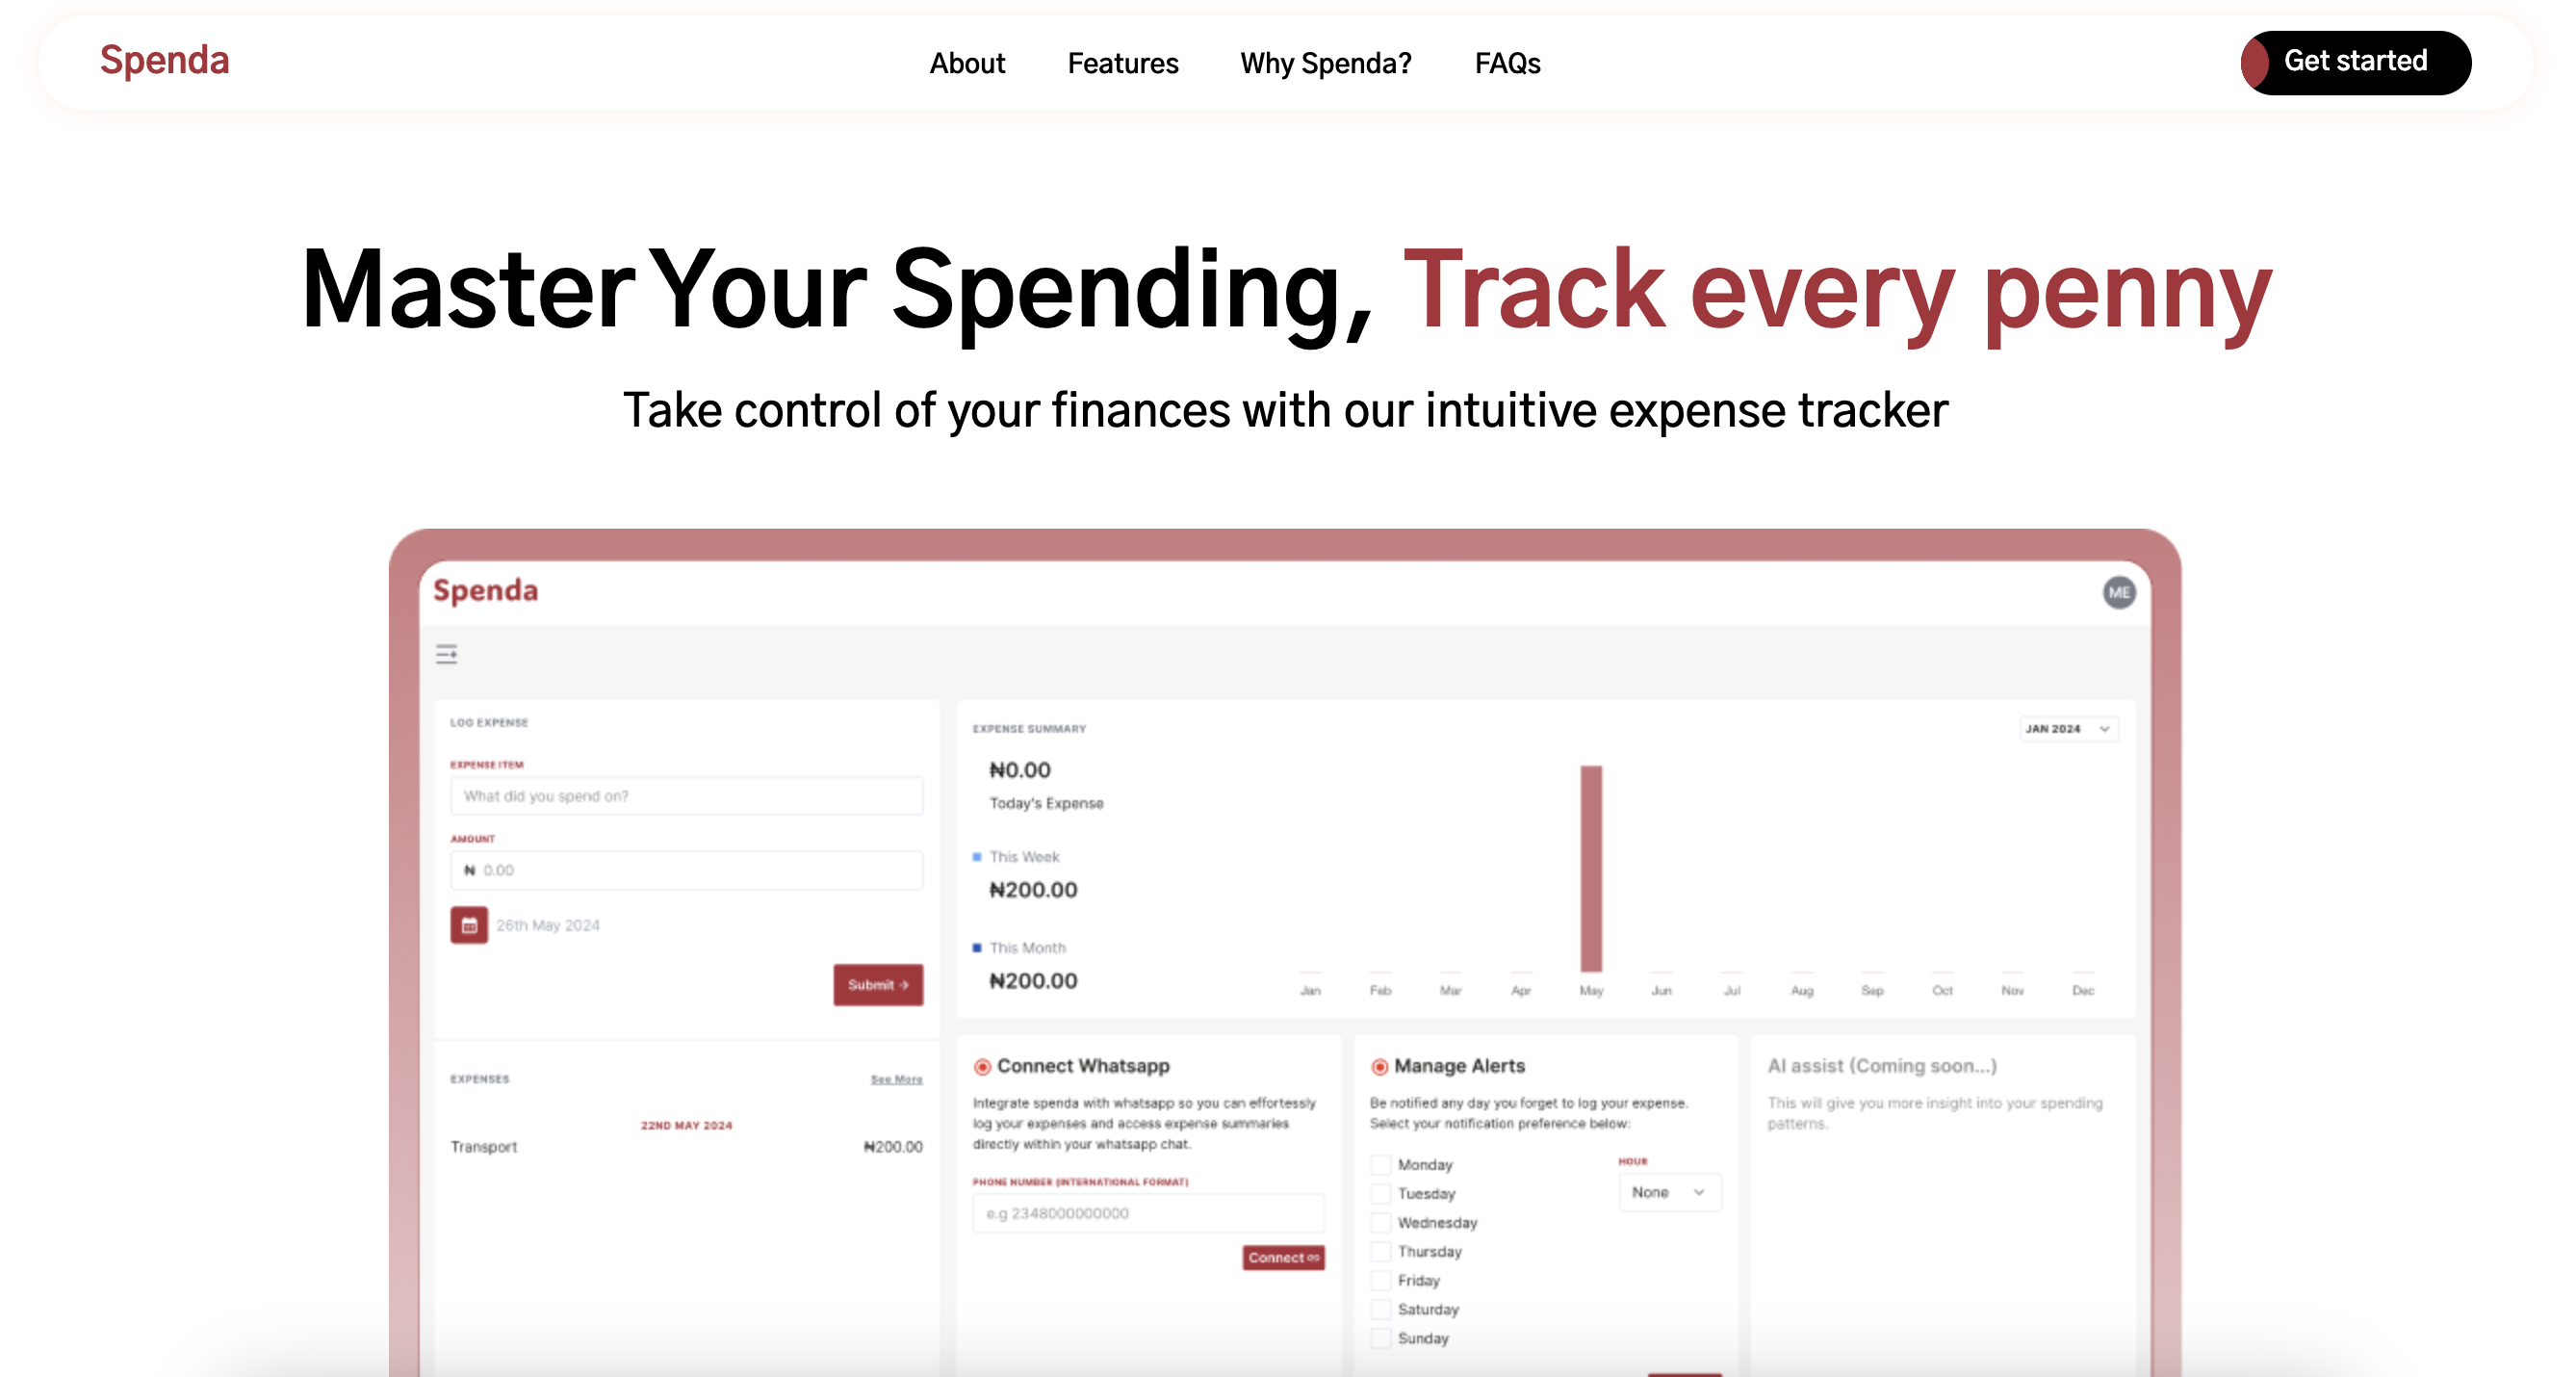 Spenda
About
Features
Why Spenda?
FAQs
Get started
Master Your Spending, Track every penny
Take control of your finances with our intuitive expense tracker
Spenda
ME
LOG EXPENSE
EXPENSE ITEM
What did you spend on?
AMOUNT
₦ 0.00
26th May 2024
Submit →
EXPENSES
See More
22ND MAY 2024
Transport ₦200.00
EXPENSE SUMMARY
JAN 2024
₦0.00
Today's Expense
This Week
₦200.00
This Month
₦200.00
Jan Feb Mar Apr May Jun Jul Aug Sep Oct Nov Dec
Connect Whatsapp
Integrate spenda with whatsapp so you can effortessly
log your expenses and access expense summaries
directly within your whatsapp chat.
PHONE NUMBER (INTERNATIONAL FORMAT)
e.g 2348000000000
Connect
Manage Alerts
Be notified any day you forget to log your expense.
Select your notification preference below:
Monday
Tuesday
Wednesday
Thursday
Friday
Saturday
Sunday
HOUR
None
AI assist (Coming soon...)
This will give you more insight into your spending
patterns.